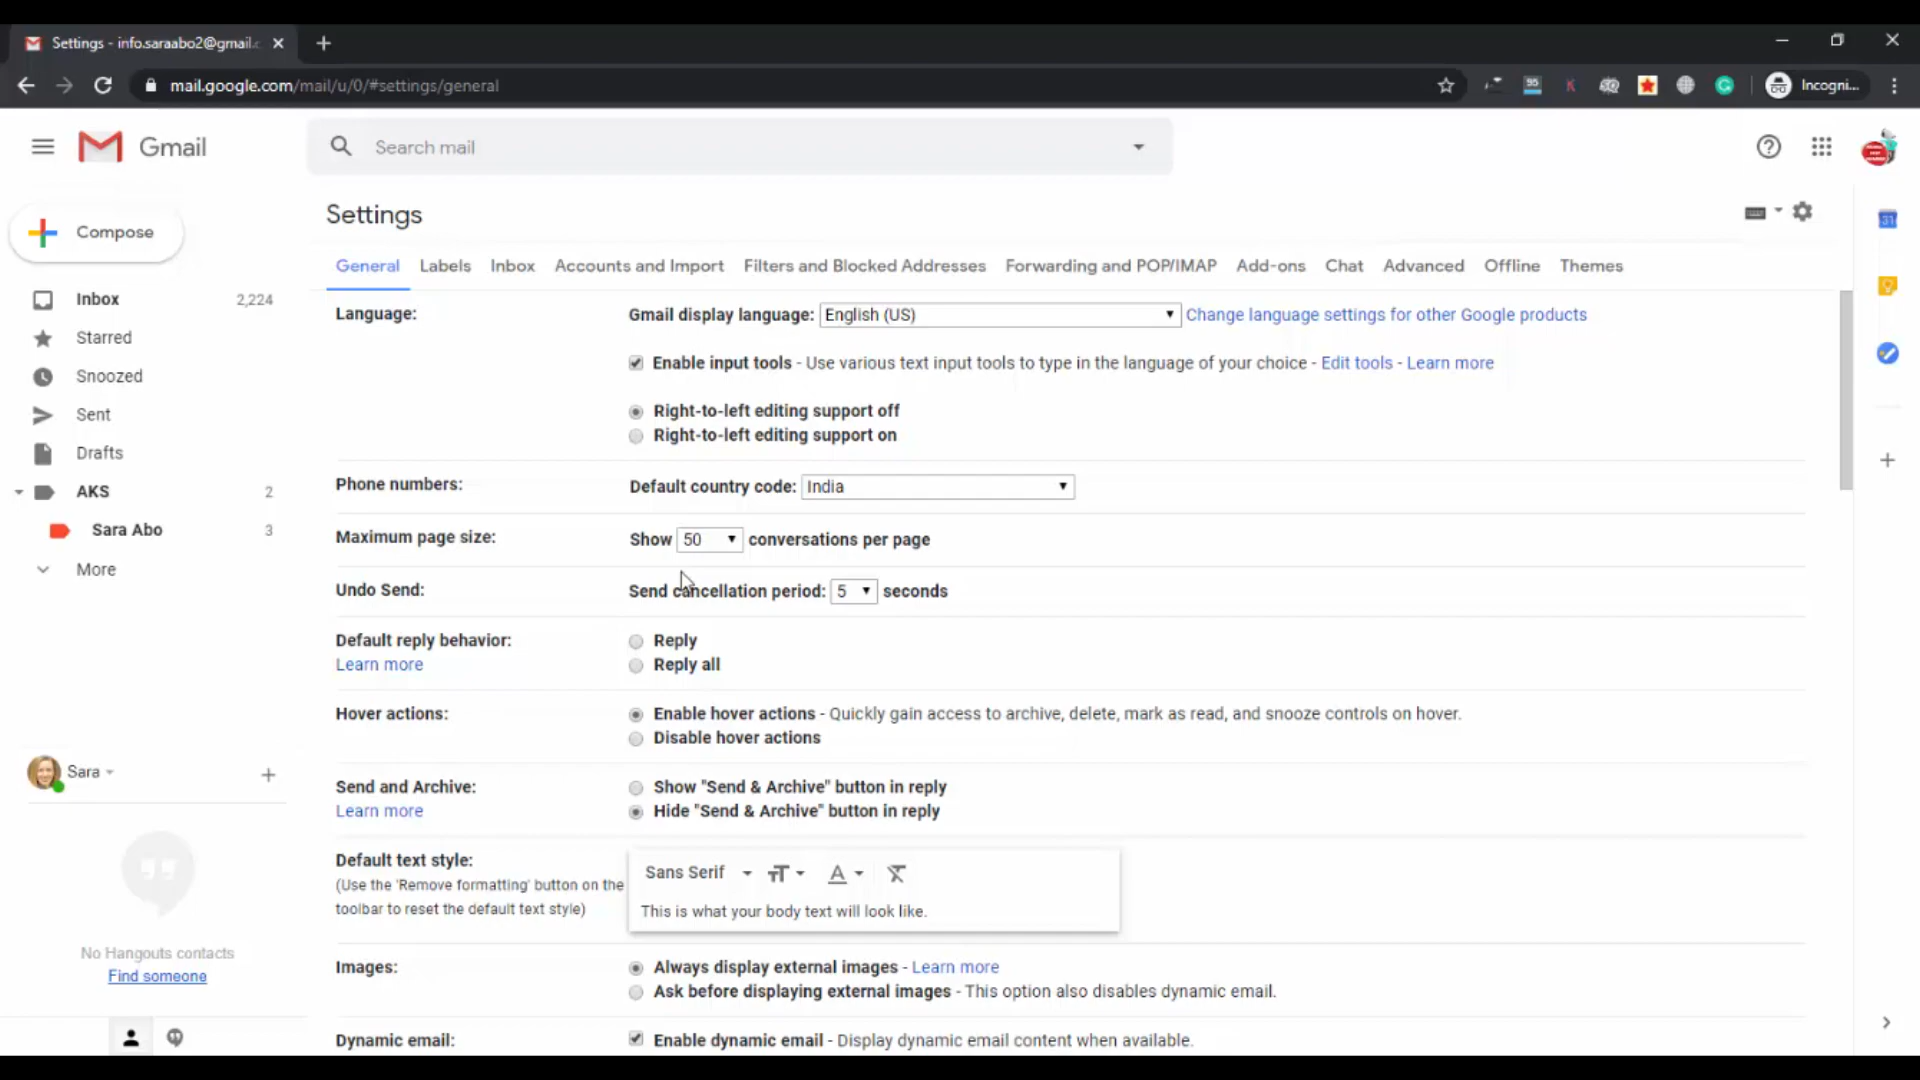 Settings - info.saraabo2@gmail.c
mail.google.com/mail/u/0/#settings/general
95
K
Incogni...
Gmail
Search mail
Compose
Settings
General Labels Inbox Accounts and Import Filters and Blocked Addresses Forwarding and POP/IMAP Add-ons Chat Advanced Offline Themes
Inbox 2,224
Starred
Snoozed
Sent
Drafts
AKS 2
Sara Abo 3
More
Sara
No Hangouts contacts
Find someone
Language:
Gmail display language: English (US) Change language settings for other Google products
Enable input tools - Use various text input tools to type in the language of your choice - Edit tools - Learn more
Right-to-left editing support off
Right-to-left editing support on
Phone numbers:
Default country code: India
Maximum page size:
Show 50 conversations per page
Undo Send:
Send cancellation period: 5 seconds
Default reply behavior:
Learn more
Reply
Reply all
Hover actions:
Enable hover actions - Quickly gain access to archive, delete, mark as read, and snooze controls on hover.
Disable hover actions
Send and Archive:
Learn more
Show "Send & Archive" button in reply
Hide "Send & Archive" button in reply
Default text style:
(Use the 'Remove formatting' button on the
toolbar to reset the default text style)
Sans Serif
This is what your body text will look like.
Images:
Always display external images - Learn more
Ask before displaying external images - This option also disables dynamic email.
Dynamic email:
Enable dynamic email - Display dynamic email content when available.
31